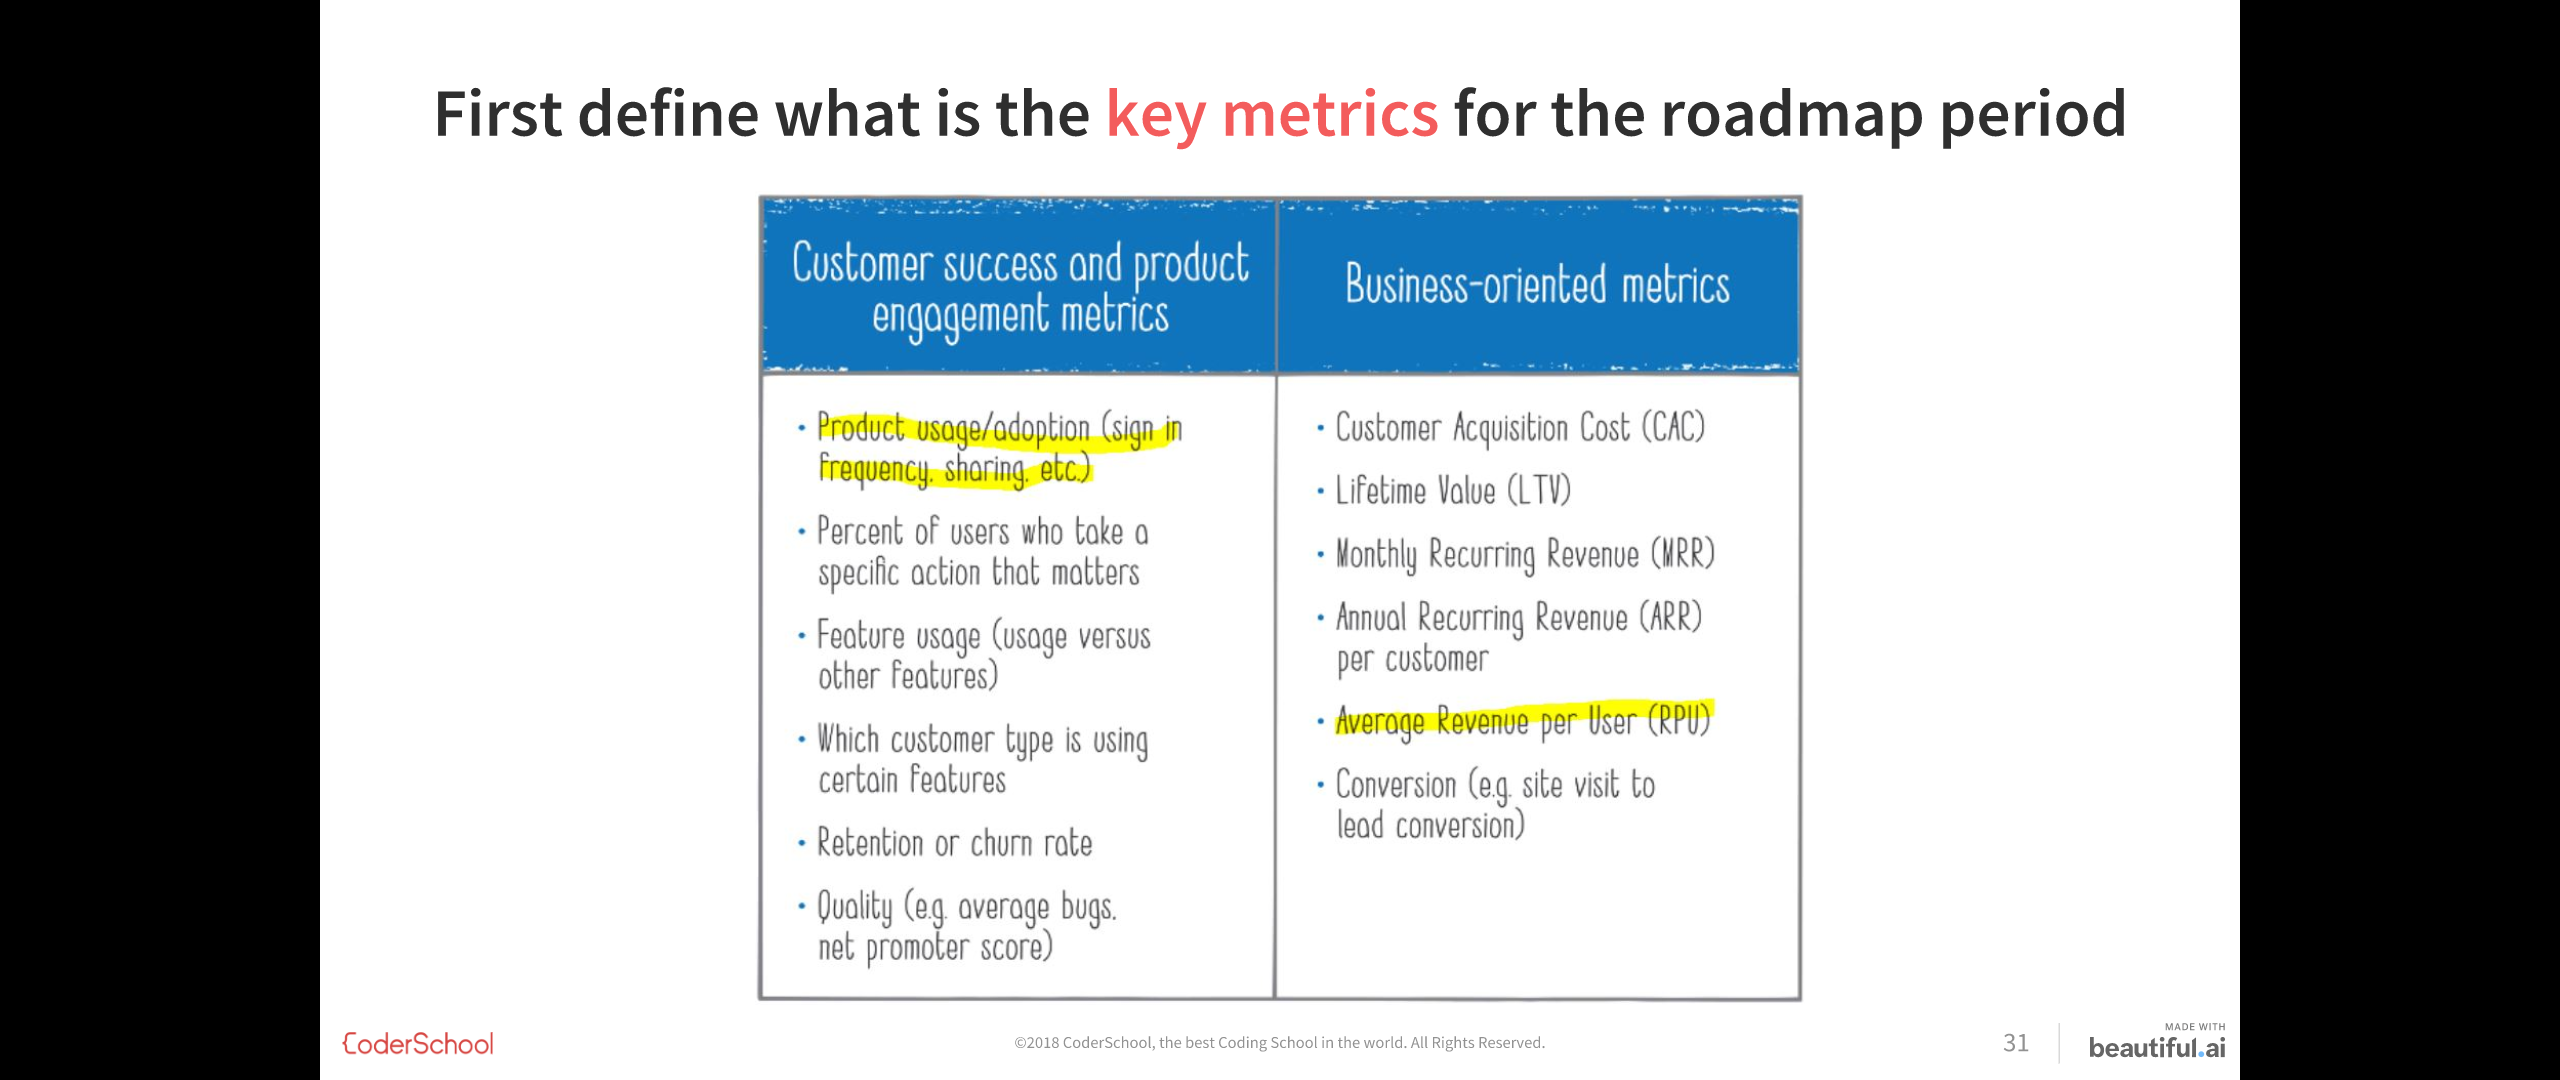 First define what is the key metrics for the roadmap period
Customer success and product
engagement metrics
• Product usage/adoption (sign in
frequency, sharing, etc.)
• Percent of users who take a
specific action that matters
• Feature usage (usage versus
other features)
• Which customer type is using
certain features
• Retention or churn rate
• Quality (e.g. average bugs,
net promoter score)
Business-oriented metrics
• Customer Acquisition Cost (CAC)
• Lifetime Value (LTV)
• Monthly Recurring Revenue (MRR)
• Annual Recurring Revenue (ARR)
per customer
• Average Revenue per User (RPU)
• Conversion (e.g. site visit to
lead conversion)
{CoderSchool
©2018 CoderSchool, the best Coding School in the world. All Rights Reserved.
31
MADE WITH
beautiful.ai